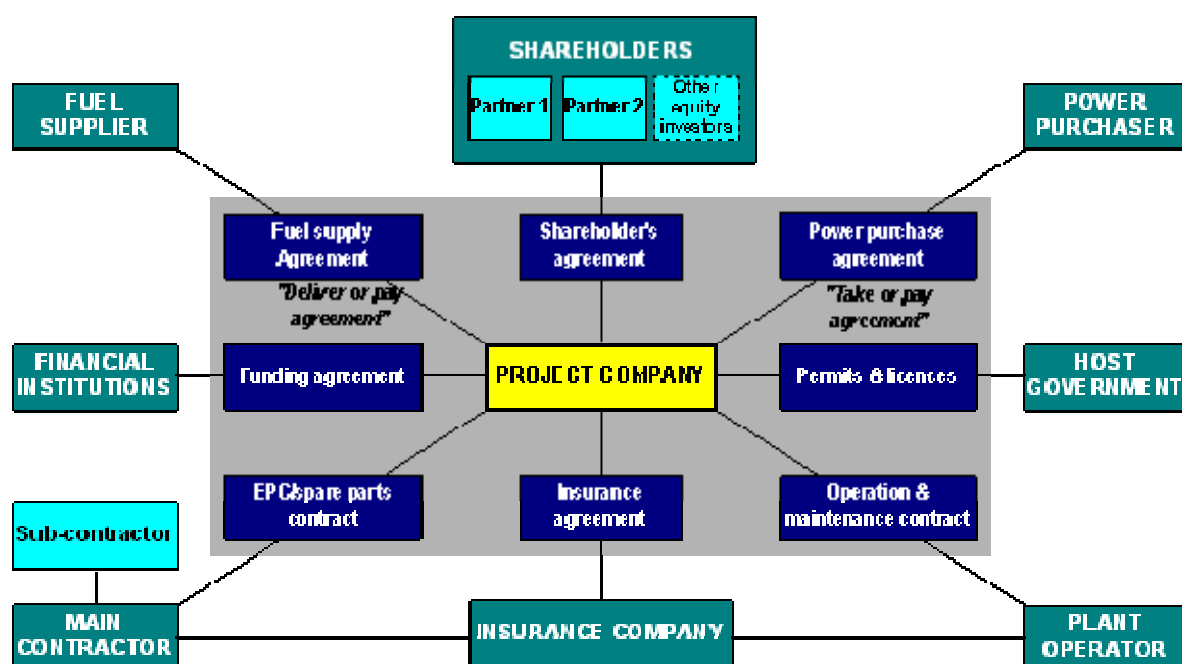 SHAREHOLDERS
Partner 1
Partner 2
Other
equity
investors
FUEL
SUPPLIER
POWER
PURCHASER
Fuel supply
Agreement
Shareholder's
agreement
Power purchase
agreement
"Deliver or pay
agreement"
"Take or pay
agreement"
FINANCIAL
INSTITUTIONS
Funding agreement
PROJECT COMPANY
Permits & licences
HOST
GOVERNMENT
EPC&spare parts
contract
Insurance
agreement
Operation &
maintenance contract
Sub-contractor
MAIN
CONTRACTOR
INSURANCE COMPANY
PLANT
OPERATOR